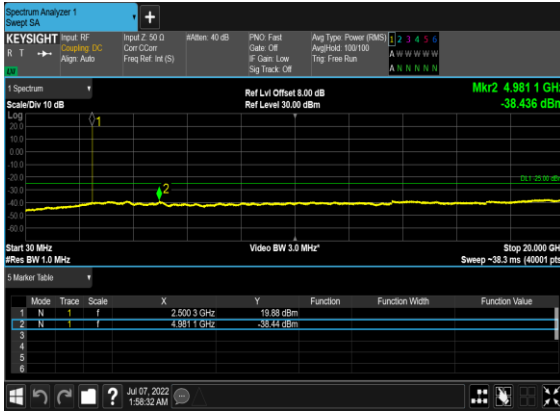 Spectrum Analyzer 1
Swept SA
KEYSIGHT Input: RF Input Z: 50 Ω #Atten: 40 dB PNO: Fast Avg Type: Power (RMS) 1 2 3 4 5 6
R T Coupling: DC Corr CCorr Gate: Off Avg|Hold: 100/100 A W W W W W
Align: Auto Freq Ref: Int (S) IF Gain: Low Trig: Free Run
Sig Track: Off A N N N N N
1 Spectrum
Ref Lvl Offset 8.00 dB Mkr2 4.981 1 GHz
Scale/Div 10 dB Ref Level 30.00 dBm -38.436 dBm
Log
20.0
10.0
0.00
-10.0
-20.0
-30.0
-40.0
-50.0
-60.0
1
2
DL1 -25.00 dBm
Start 30 MHz Video BW 3.0 MHz* Stop 20.000 GHz
#Res BW 1.0 MHz Sweep ~38.3 ms (40001 pts)
5 Marker Table
Mode Trace Scale X Y Function Function Width Function Value
1 N 1 f 2.500 3 GHz 19.88 dBm
2 N 1 f 4.981 1 GHz -38.44 dBm
3
4
5
6
Jul 07, 2022
1:58:32 AM